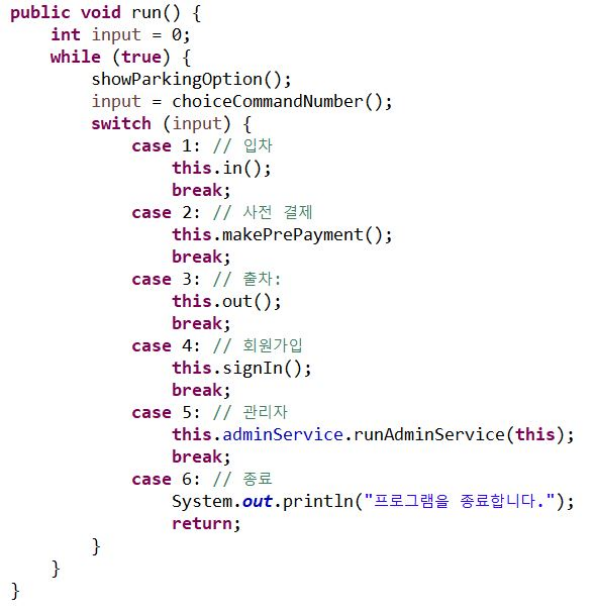 public void run() {
    int input = 0;
    while (true) {
        showParkingOption();
        input = choiceCommandNumber();
        switch (input) {
            case 1: // 입차
                this.in();
                break;
            case 2: // 사전 결제
                this.makePrePayment();
                break;
            case 3: // 출차:
                this.out();
                break;
            case 4: // 회원가입
                this.signIn();
                break;
            case 5: // 관리자
                this.adminService.runAdminService(this);
                break;
            case 6: // 종료
                System.out.println("프로그램을 종료합니다.");
                return;
        }
    }
}